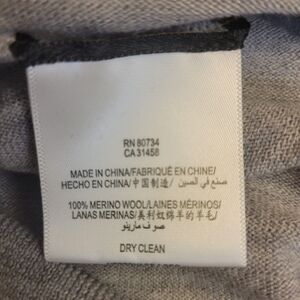 RN 80734
CA 31458
MADE IN CHINA/FABRIQUÉ EN CHINE/
HECHO EN CHINA/中国制造/ صنع في الصين
100% MERINO WOOL/LAINES MÉRINOS/
LANAS MERINAS/美利奴绵羊的羊毛/
صوف مارينو
DRY CLEAN